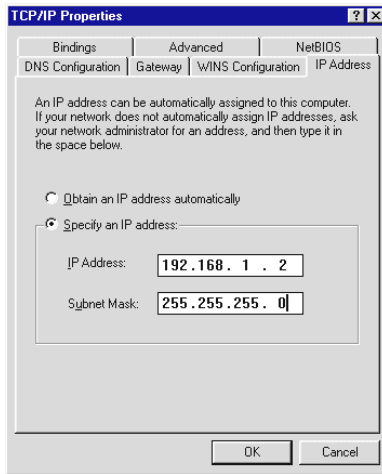 TCP/IP Properties
Bindings Advanced NetBIOS
DNS Configuration Gateway WINS Configuration IP Address
An IP address can be automatically assigned to this computer.
If your network does not automatically assign IP addresses, ask
your network administrator for an address, and then type it in
the space below.
Obtain an IP address automatically
Specify an IP address:
IP Address: 192.168. 1 . 2
Subnet Mask: 255.255.255. 0
OK Cancel